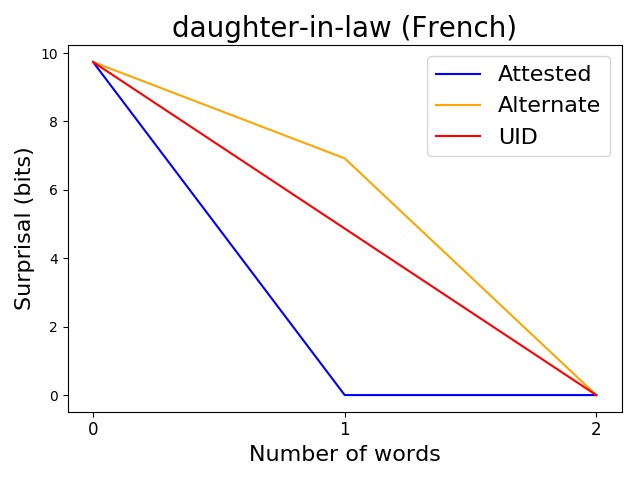 daughter-in-law (French)
Surprisal (bits)
10
8
6
4
2
0
Attested
Alternate
UID
0 1 2
Number of words